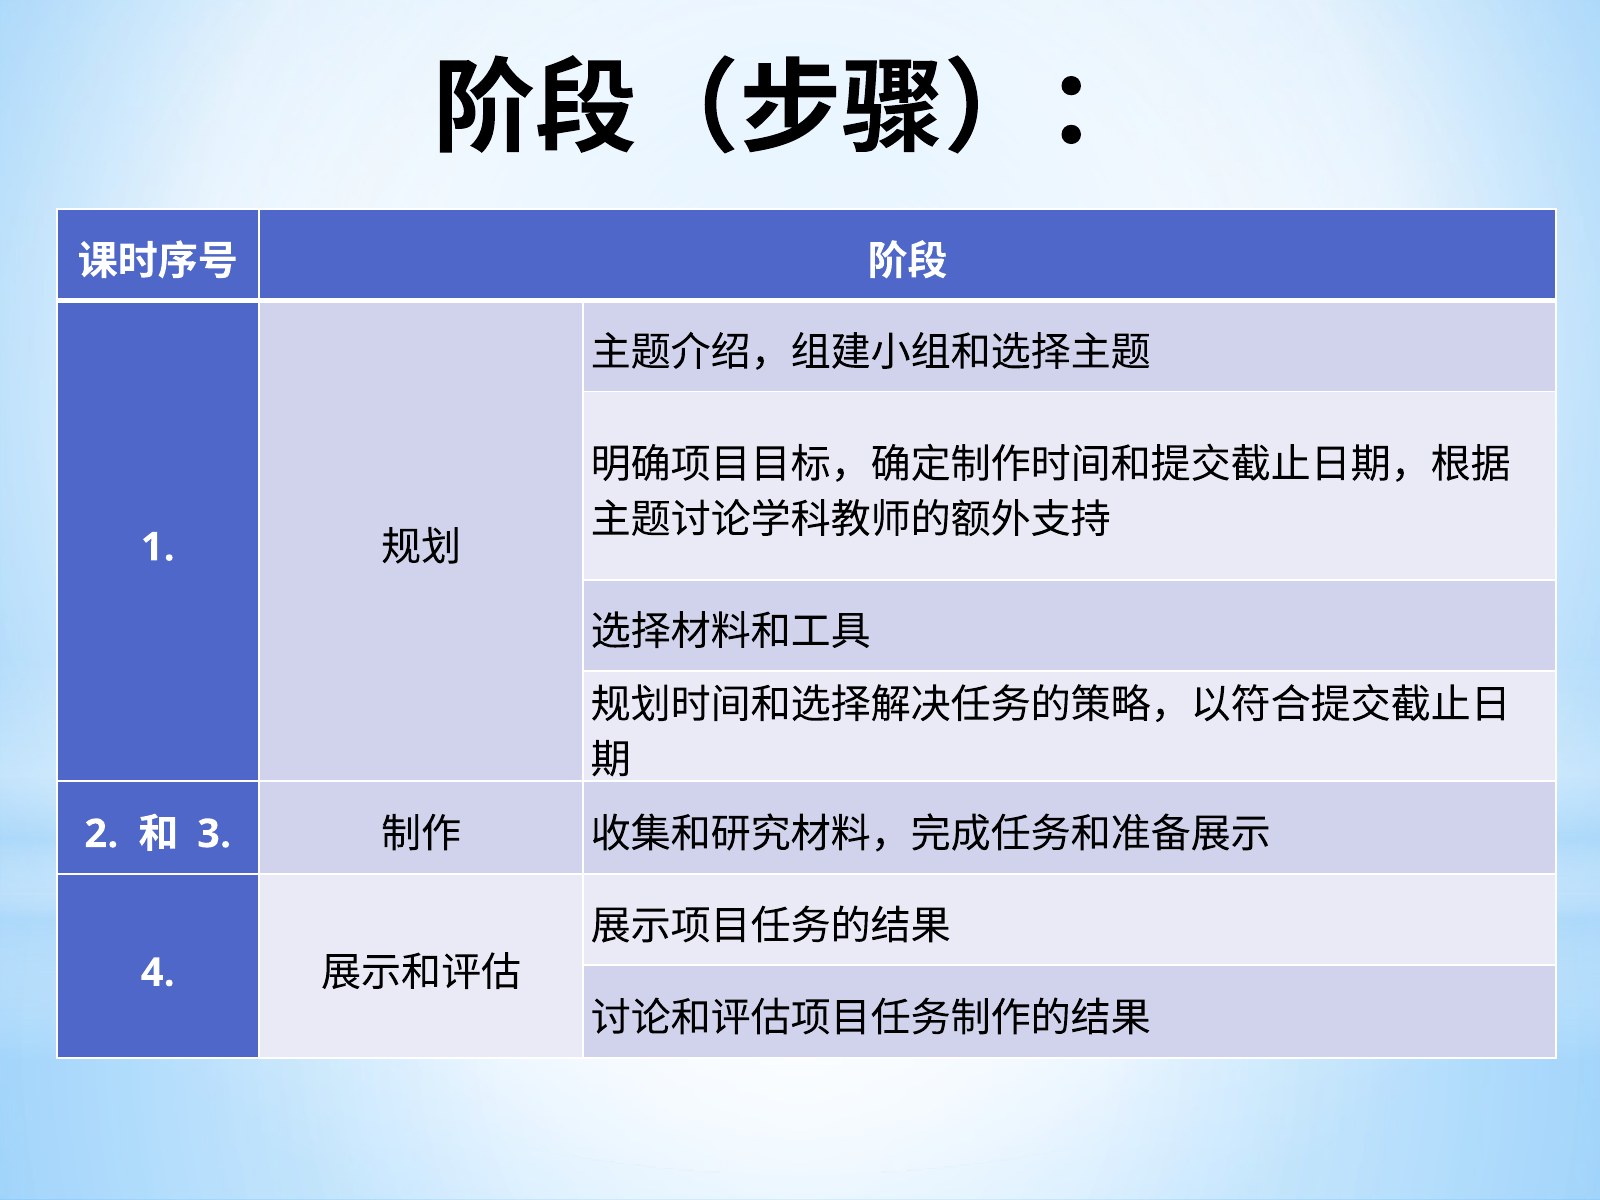 阶段（步骤）：
课时序号
阶段
1.
规划
主题介绍，组建小组和选择主题
明确项目目标，确定制作时间和提交截止日期，根据
主题讨论学科教师的额外支持
选择材料和工具
规划时间和选择解决任务的策略，以符合提交截止日
期
2. 和 3.
制作
收集和研究材料，完成任务和准备展示
4.
展示和评估
展示项目任务的结果
讨论和评估项目任务制作的结果